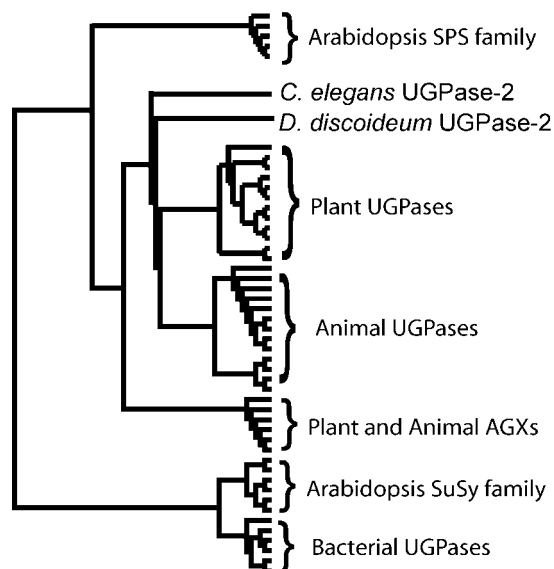 Arabidopsis SPS family
C. elegans UGPase-2
D. discoideum UGPase-2
Plant UGPases
Animal UGPases
Plant and Animal AGXs
Arabidopsis SuSy family
Bacterial UGPases